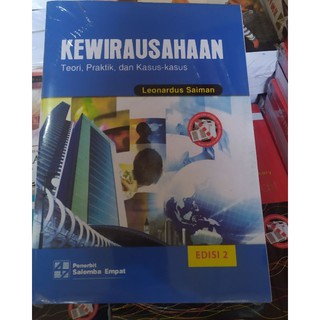 KEWIRAUSAHAAN
Teori, Praktik, dan Kasus-kasus
Leonardus Saiman
EDISI 2
Penerbit
Salemba Empat